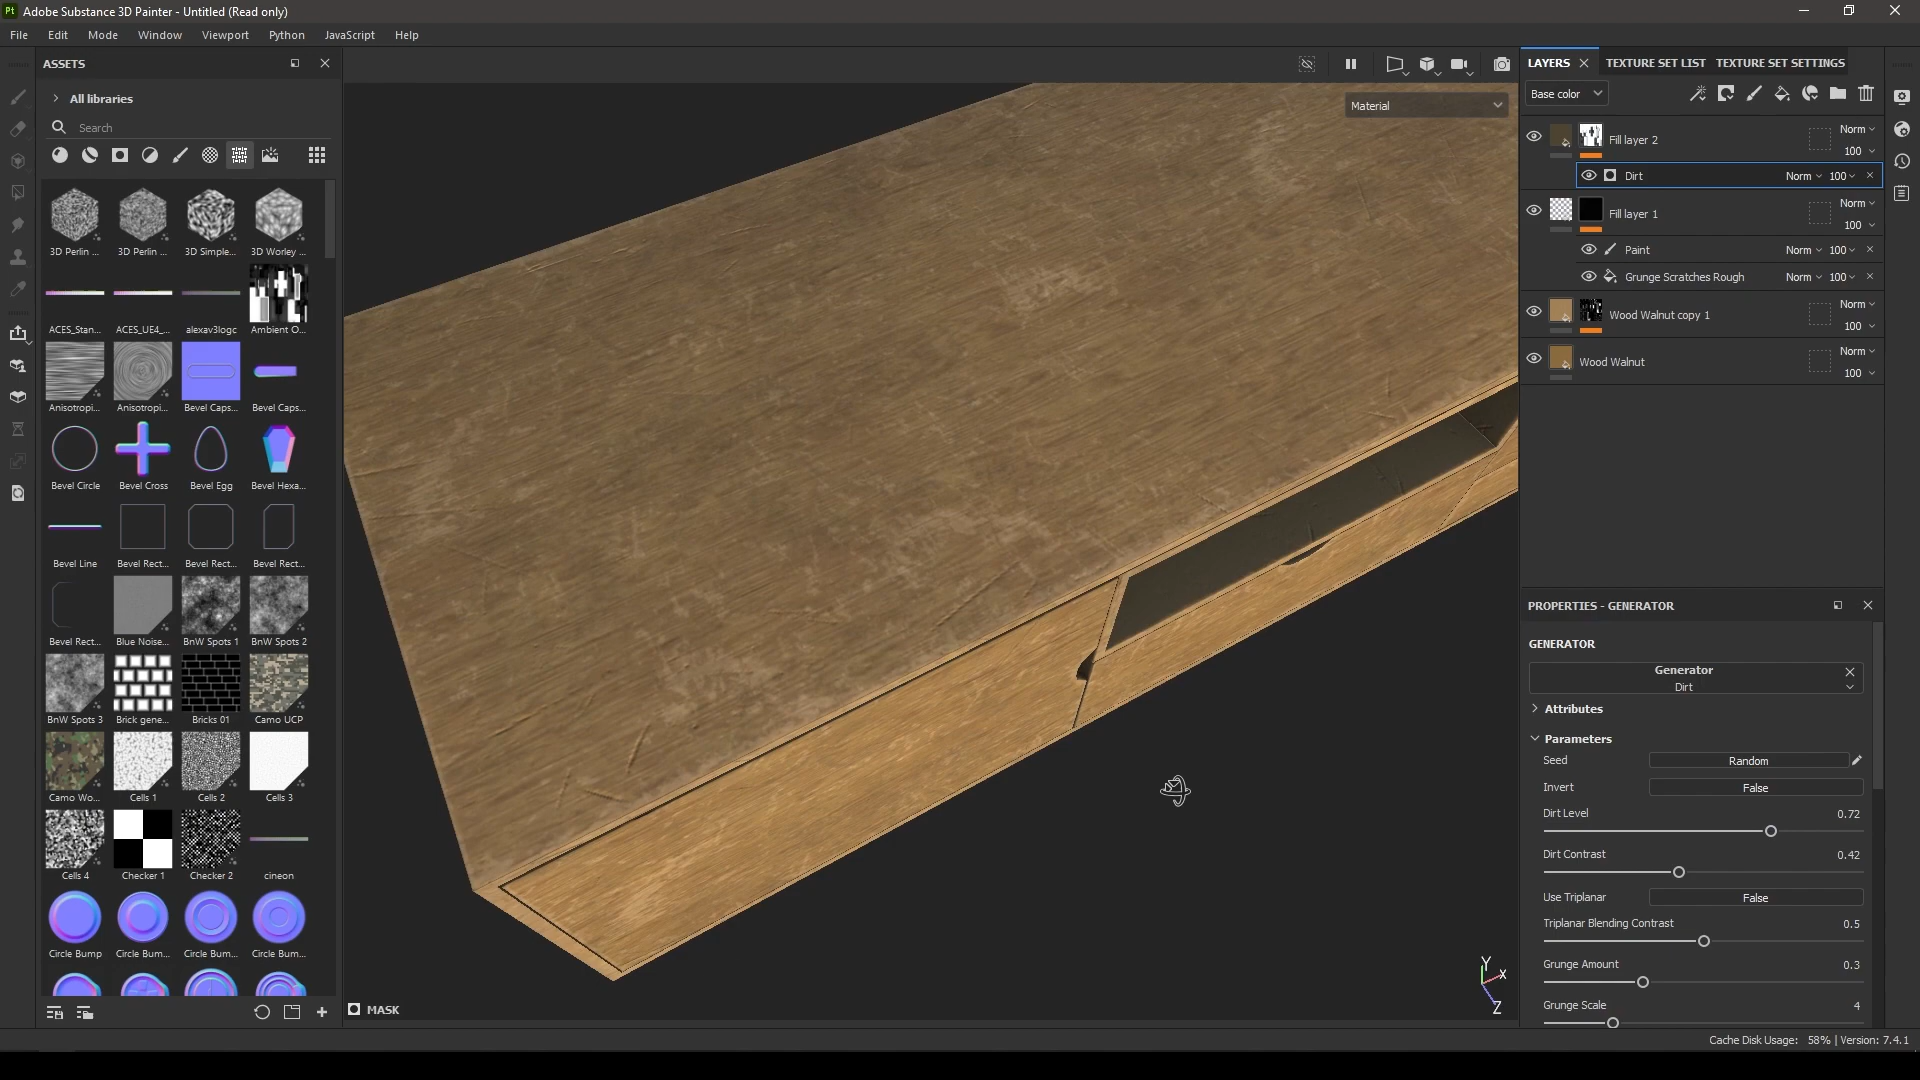 Pt Adobe Substance 3D Painter - Untitled (Read only)
File Edit Mode Window Viewport Python JavaScript Help
ASSETS
All libraries
Search
3D Perlin ... 3D Perlin ... 3D Simple... 3D Worley ...
ACES_Stan... ACES_UE4_... alexav3logc Ambient O...
Anisotropi... Anisotropi... Bevel Caps... Bevel Caps...
Bevel Circle Bevel Cross Bevel Egg Bevel Hexa...
Bevel Line Bevel Rect... Bevel Rect... Bevel Rect...
Bevel Rect... Blue Noise... BnW Spots 1 BnW Spots 2
BnW Spots 3 Brick gene... Bricks 01 Camo UCP
Camo Wo... Cells 1 Cells 2 Cells 3
Cells 4 Checker 1 Checker 2 cineon
Circle Bump Circle Bum... Circle Bum... Circle Bum...
Material
Y
X
Z
MASK
LAYERS TEXTURE SET LIST TEXTURE SET SETTINGS
Base color
Fill layer 2 Norm 100
Dirt Norm 100
Fill layer 1 Norm 100
Paint Norm 100
Grunge Scratches Rough Norm 100
Wood Walnut copy 1 Norm 100
Wood Walnut Norm 100
PROPERTIES - GENERATOR
GENERATOR
Generator
Dirt
Attributes
Parameters
Seed Random
Invert False
Dirt Level 0.72
Dirt Contrast 0.42
Use Triplanar False
Triplanar Blending Contrast 0.5
Grunge Amount 0.3
Grunge Scale 4
Cache Disk Usage: 58% | Version: 7.4.1